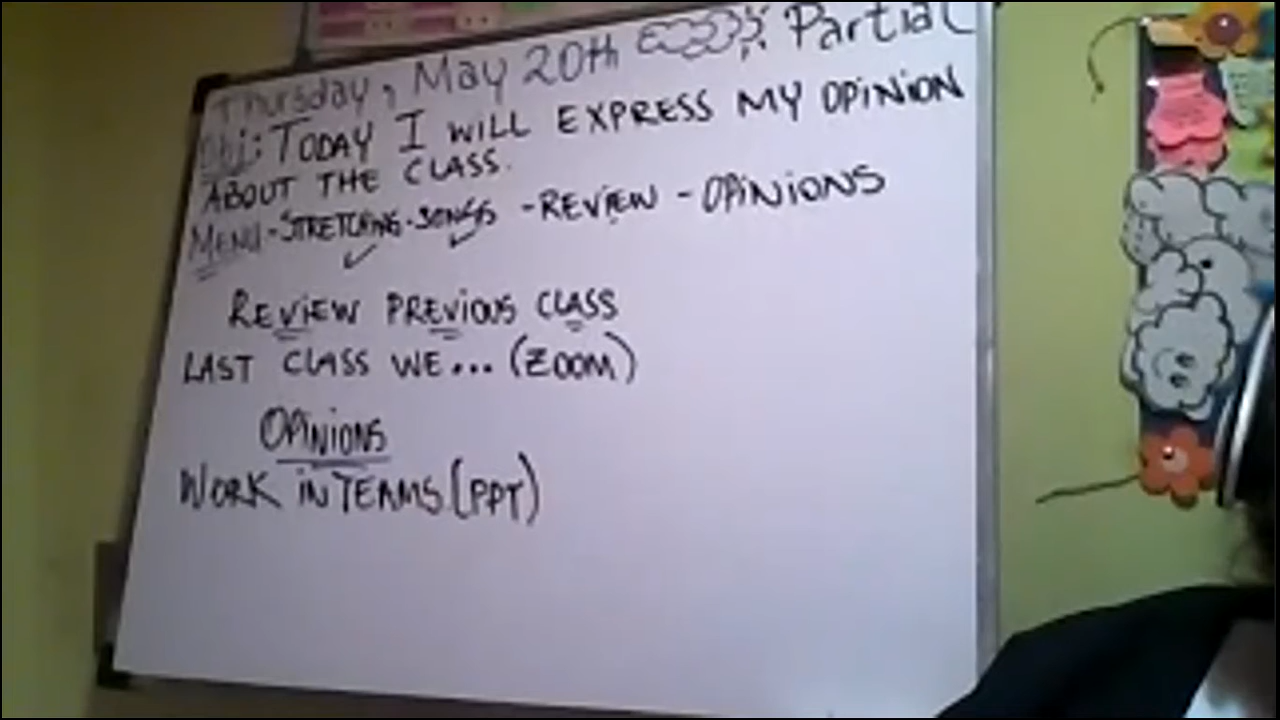 Thursday, May 20th Partial
Obj: TODAY I WILL EXPRESS MY OPINION
ABOUT THE CLASS.
MENU - STRETCHING - SONGS - REVIEW - OPINIONS
REVIEW PREVIOUS CLASS
LAST CLASS WE... (ZOOM)
OPINIONS
WORK IN TEAMS (PPT)